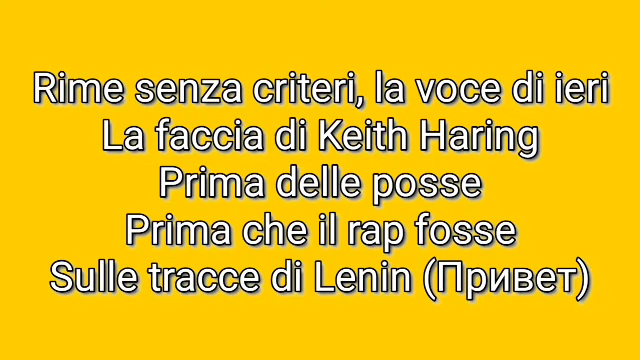 Rime senza criteri, la voce di ieri
La faccia di Keith Haring
Prima delle posse
Prima che il rap fosse
Sulle tracce di Lenin (Привет)